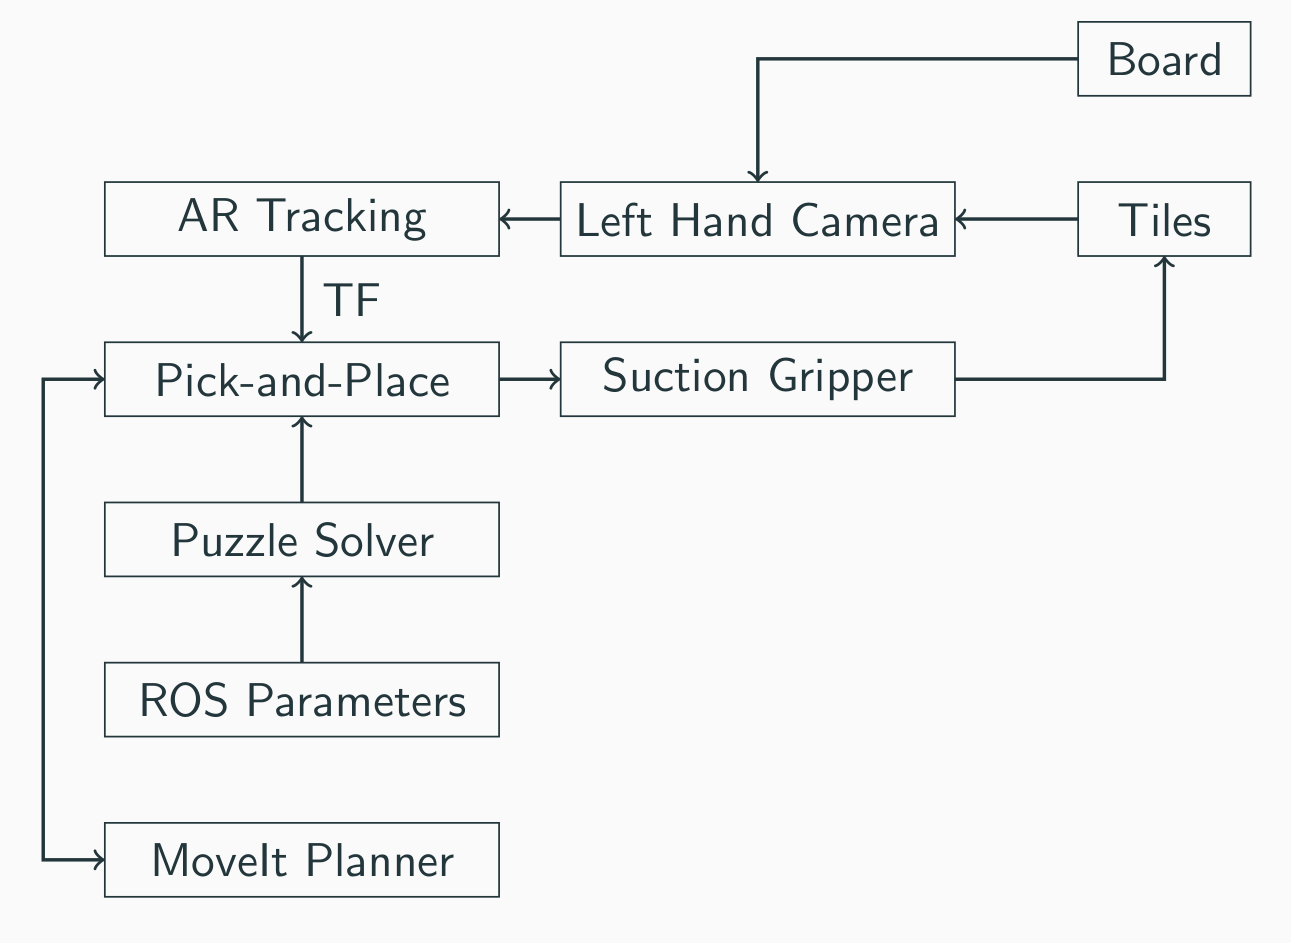 Board
AR Tracking
Left Hand Camera
Tiles
TF
Pick-and-Place
Suction Gripper
Puzzle Solver
ROS Parameters
MoveIt Planner